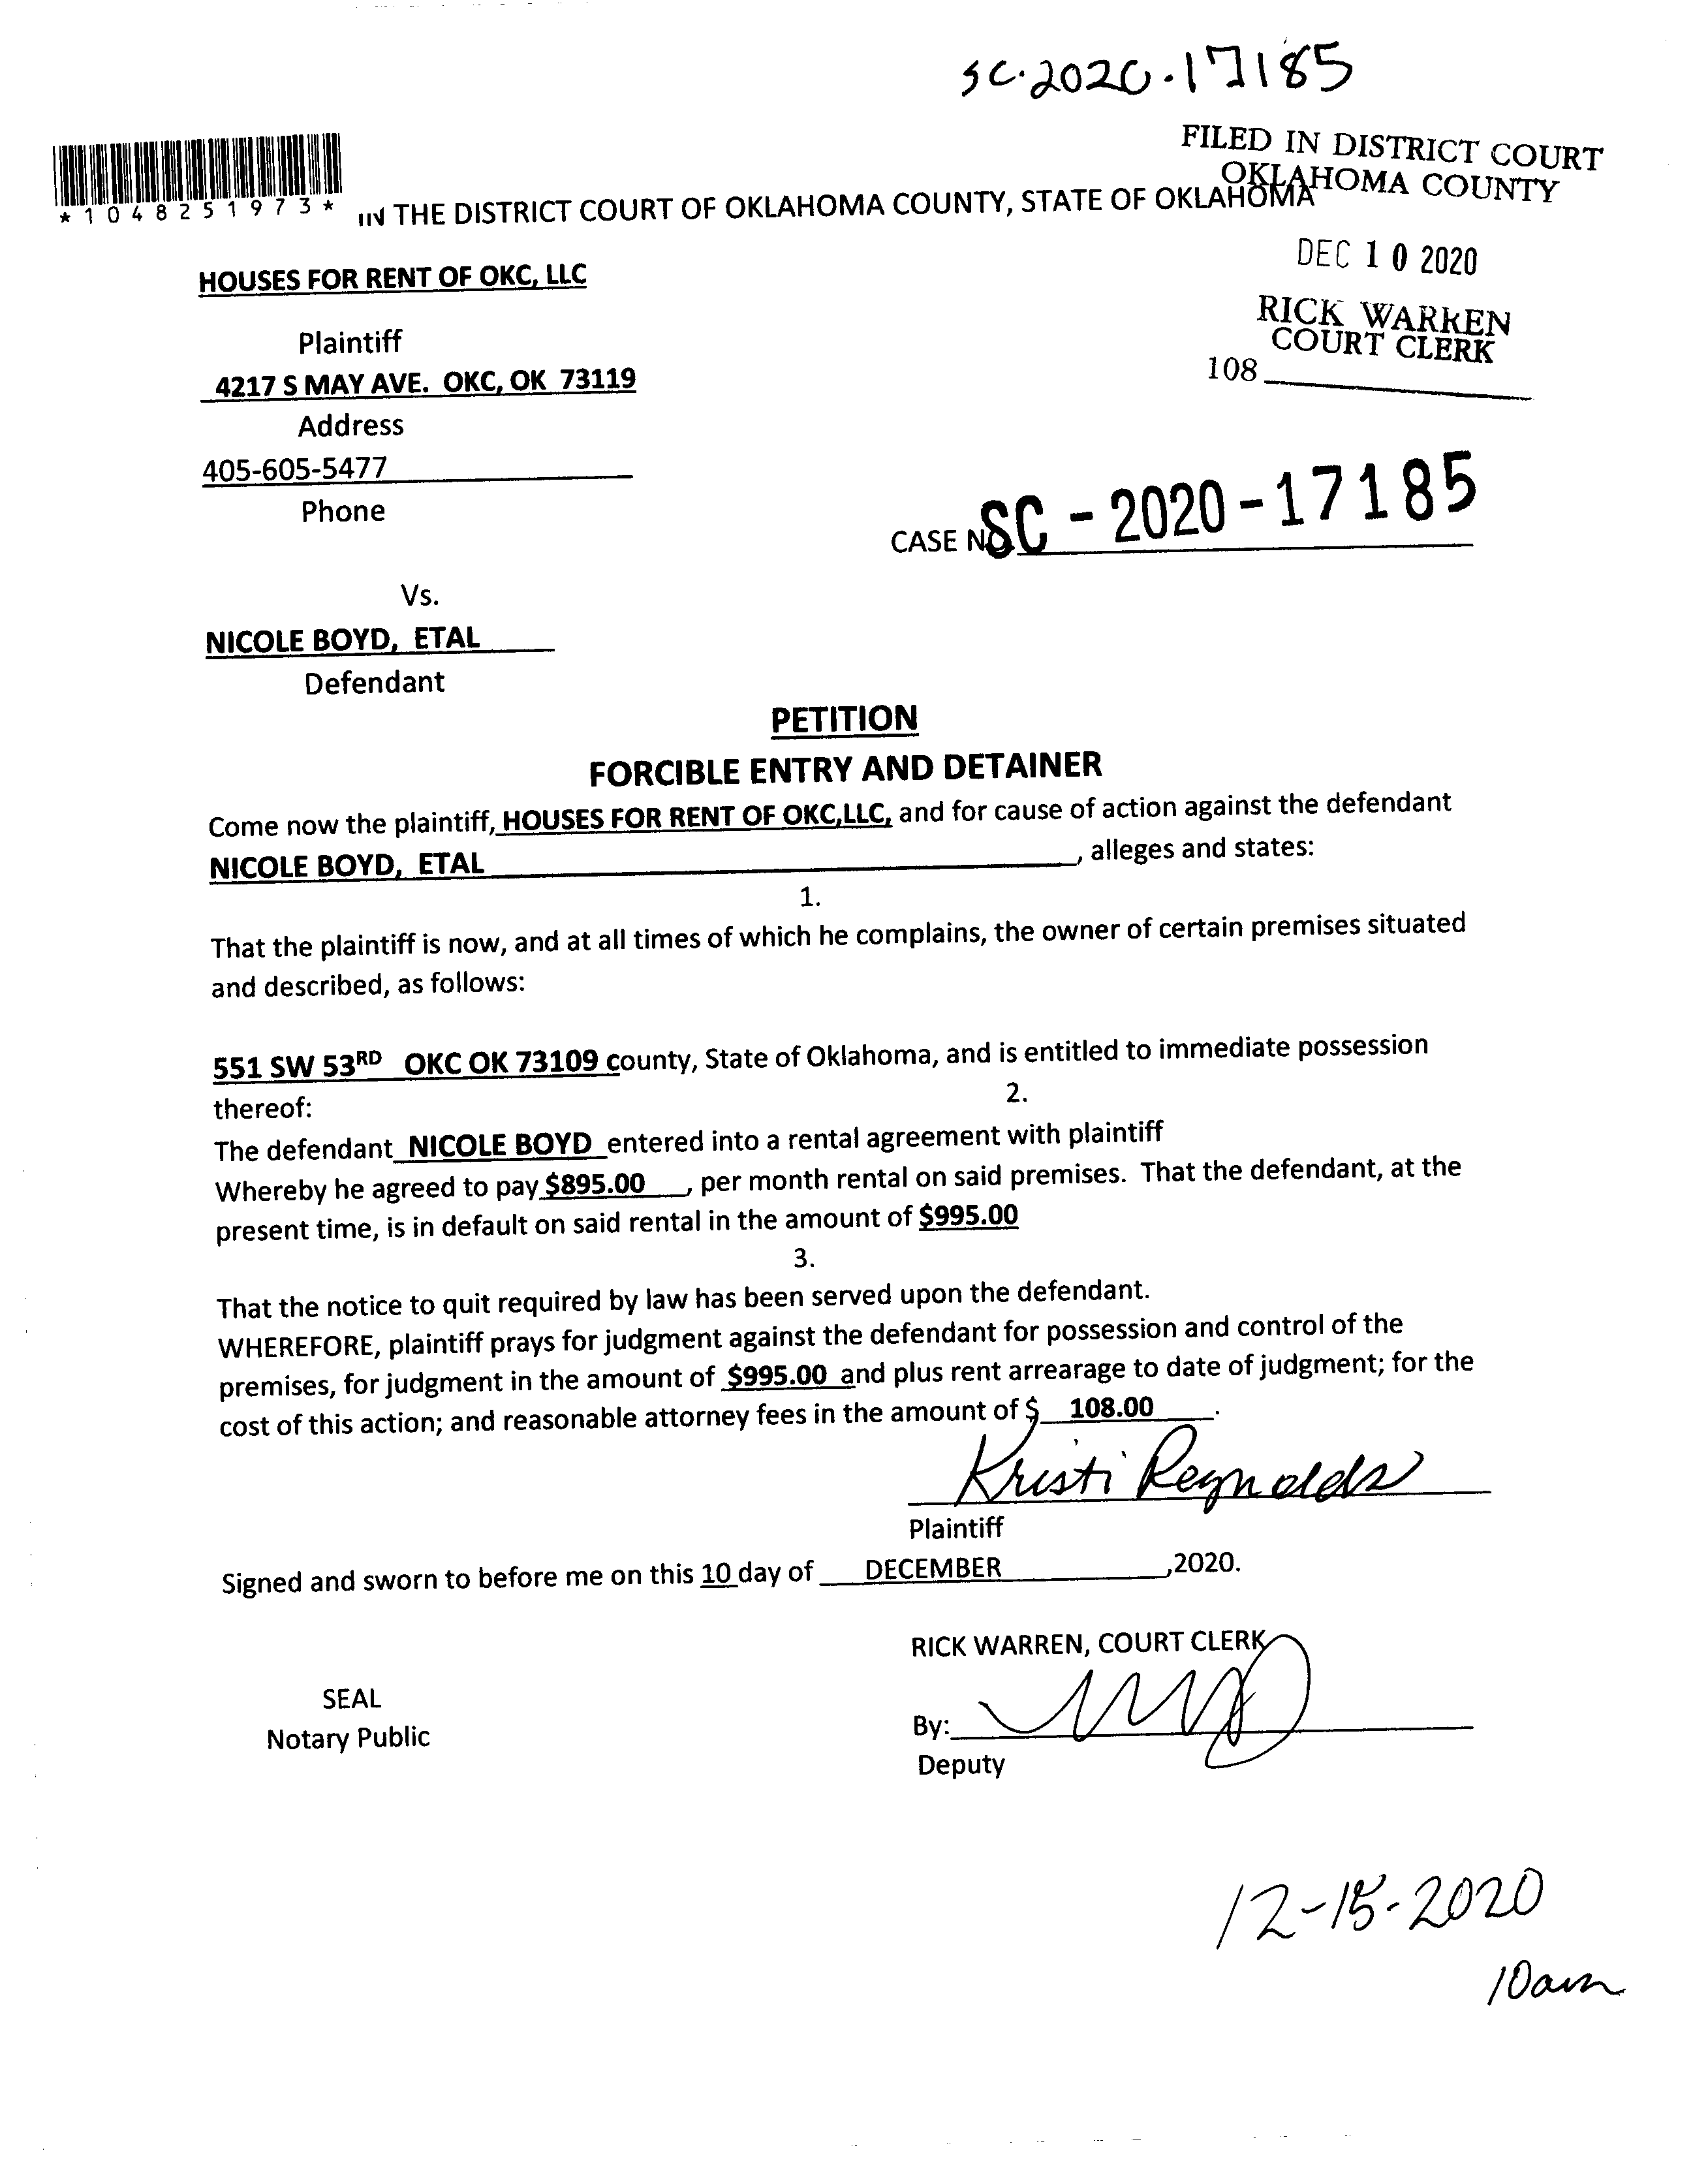 SC-2020-17185
FILED IN DISTRICT COURT
OKLAHOMA COUNTY
*1048251973*
IN THE DISTRICT COURT OF OKLAHOMA COUNTY, STATE OF OKLAHOMA
DEC 10 2020
HOUSES FOR RENT OF OKC, LLC
RICK WARREN
COURT CLERK
Plaintiff
108
4217 S MAY AVE. OKC, OK 73119
Address
405-605-5477
Phone
CASE NO. SC-2020-17185
Vs.
NICOLE BOYD, ETAL
Defendant
PETITION
FORCIBLE ENTRY AND DETAINER
Come now the plaintiff, HOUSES FOR RENT OF OKC,LLC, and for cause of action against the defendant
NICOLE BOYD, ETAL , alleges and states:
1.
That the plaintiff is now, and at all times of which he complains, the owner of certain premises situated
and described, as follows:
551 SW 53RD OKC OK 73109 county, State of Oklahoma, and is entitled to immediate possession
thereof:
2.
The defendant NICOLE BOYD entered into a rental agreement with plaintiff
Whereby he agreed to pay $895.00 , per month rental on said premises. That the defendant, at the
present time, is in default on said rental in the amount of $995.00
3.
That the notice to quit required by law has been served upon the defendant.
WHEREFORE, plaintiff prays for judgment against the defendant for possession and control of the
premises, for judgment in the amount of $995.00 and plus rent arrearage to date of judgment; for the
cost of this action; and reasonable attorney fees in the amount of $ 108.00 .
Kristi Reynolds
Plaintiff
Signed and sworn to before me on this 10 day of DECEMBER ,2020.
RICK WARREN, COURT CLERK
SEAL
Notary Public
By:
Deputy
12-15-2020
10am